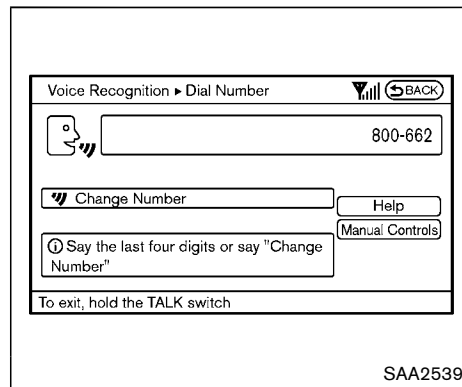 Voice Recognition ▸ Dial Number
BACK
800-662
Change Number
Help
Manual Controls
Say the last four digits or say "Change
Number"
To exit, hold the TALK switch
SAA2539